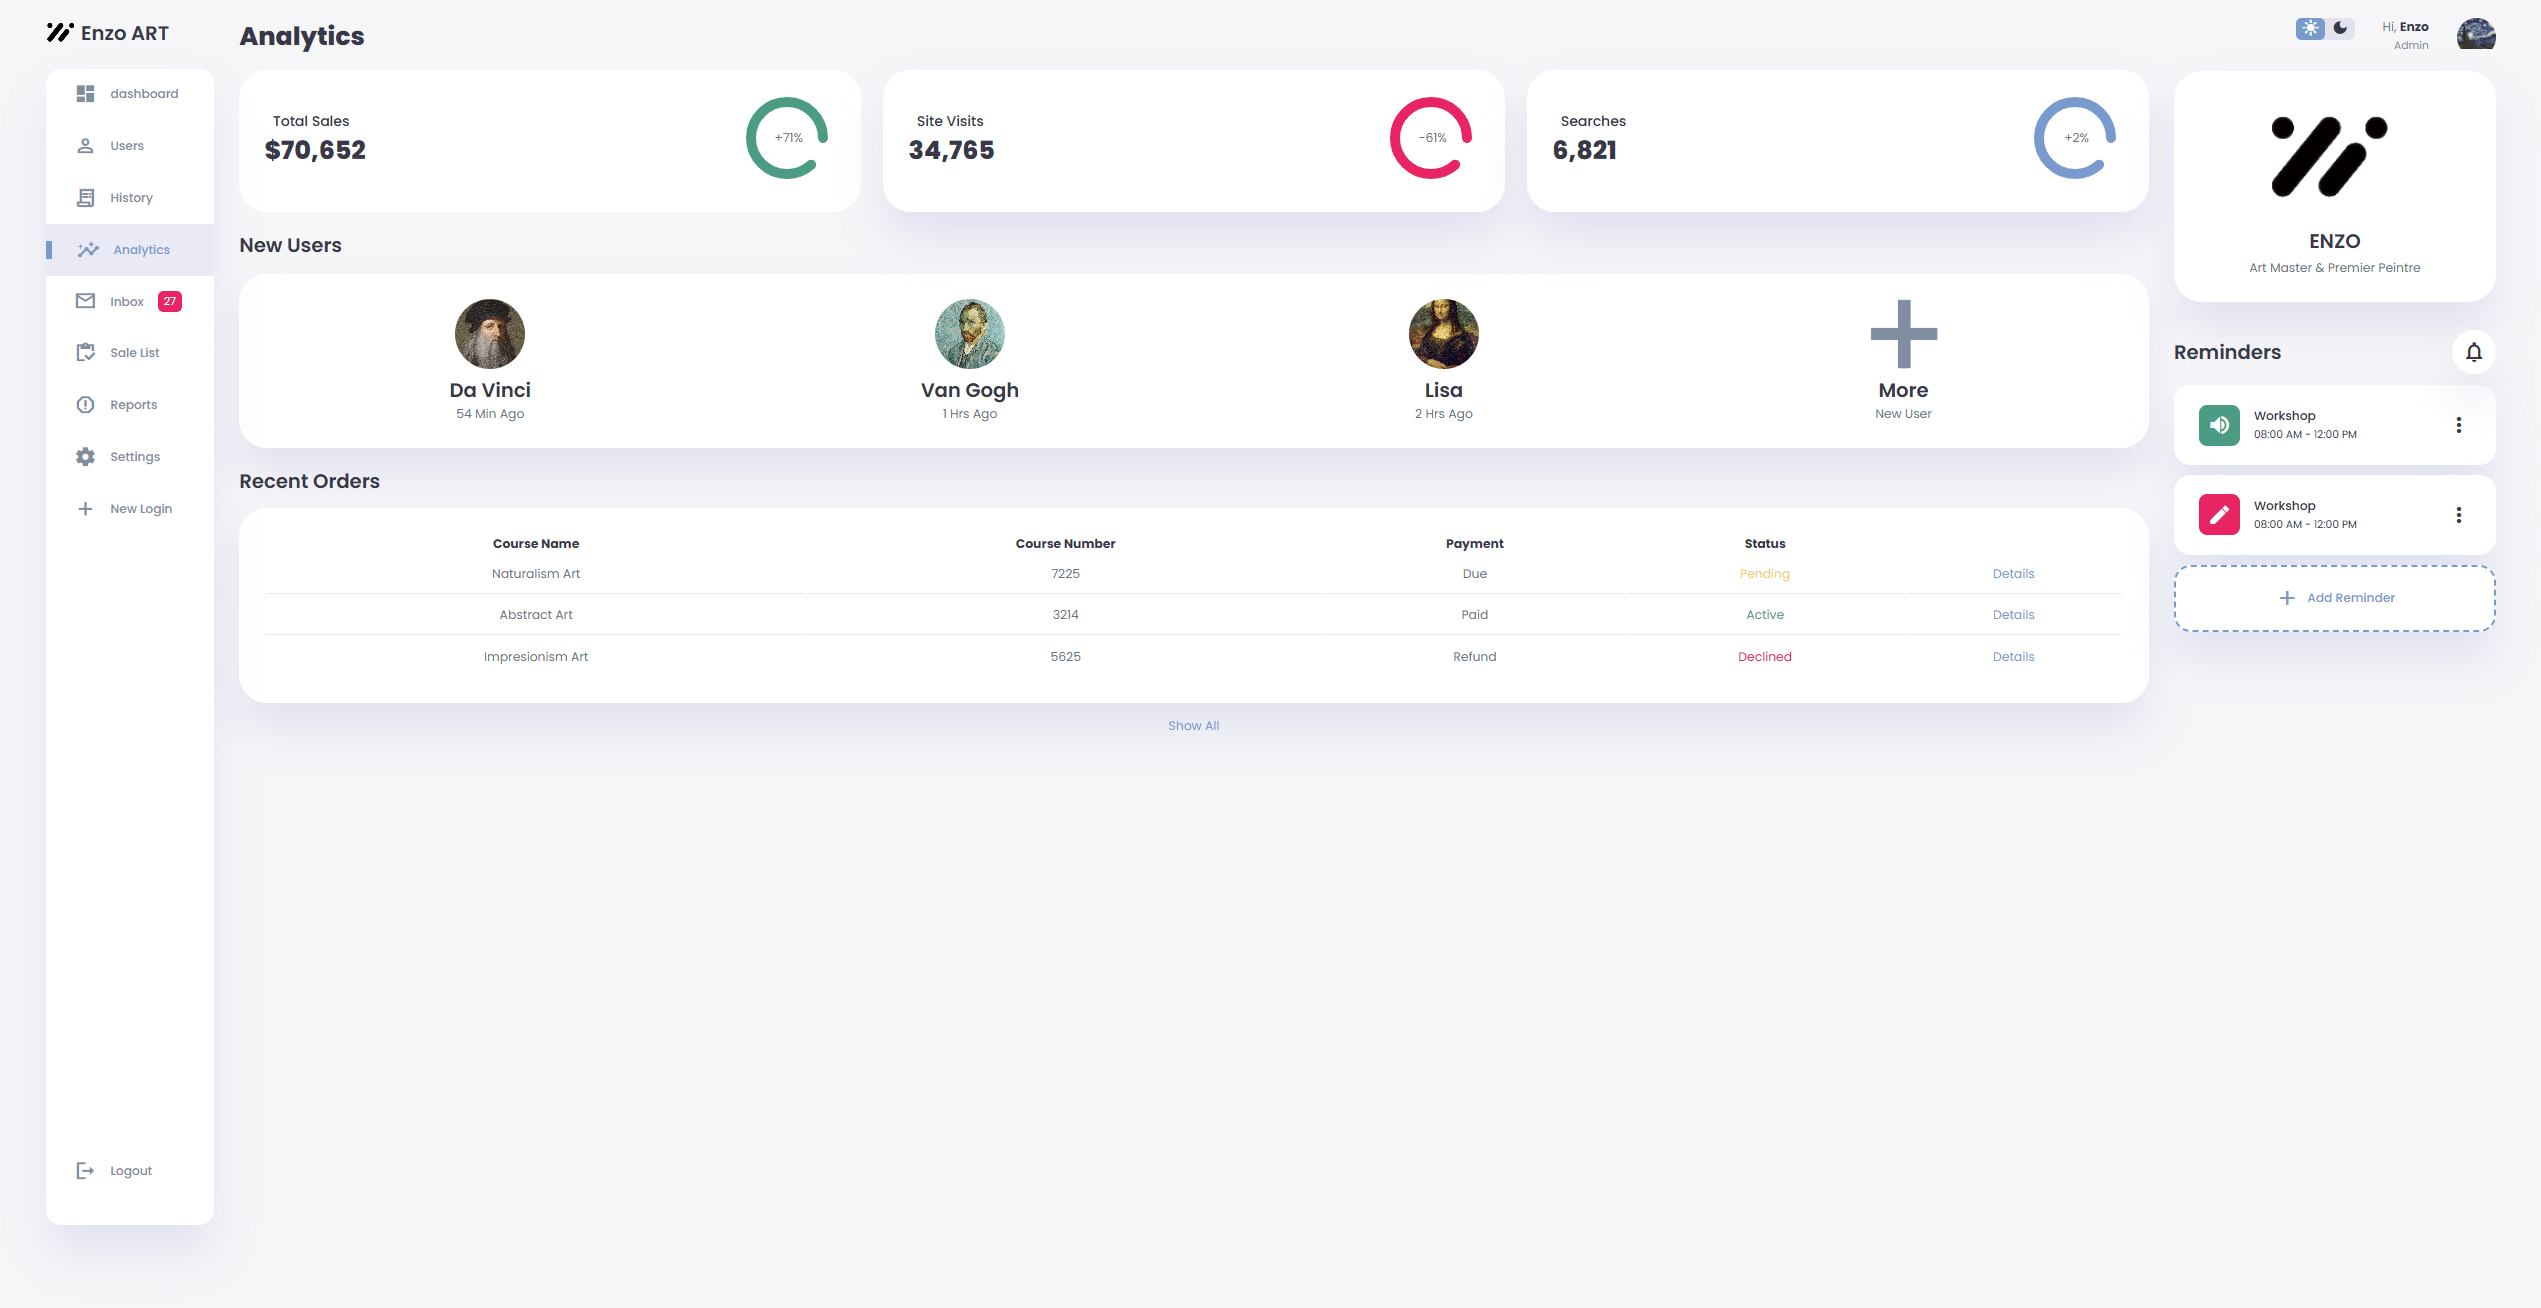 Enzo ART
dashboard
Users
History
Analytics
Inbox 27
Sale List
Reports
Settings
New Login
Logout
Analytics
Total Sales
$70,652
+71%
Site Visits
34,765
-61%
Searches
6,821
+2%
New Users
Da Vinci
54 Min Ago
Van Gogh
1 Hrs Ago
Lisa
2 Hrs Ago
More
New User
Recent Orders
Course Name Course Number Payment Status
Naturalism Art 7225 Due Pending Details
Abstract Art 3214 Paid Active Details
Impresionism Art 5625 Refund Declined Details
Show All
Hi, Enzo
Admin
ENZO
Art Master & Premier Peintre
Reminders
Workshop
08:00 AM - 12:00 PM
Workshop
08:00 AM - 12:00 PM
Add Reminder